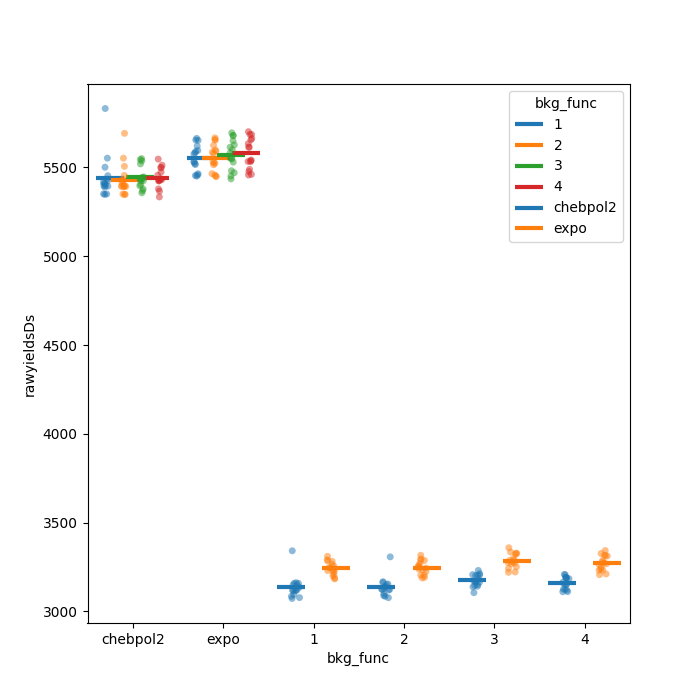 bkg_func
1
2
3
4
chebpol2
expo
5500
5000
4500
4000
3500
3000
rawyieldsDs
chebpol2 expo 1 2 3 4
bkg_func